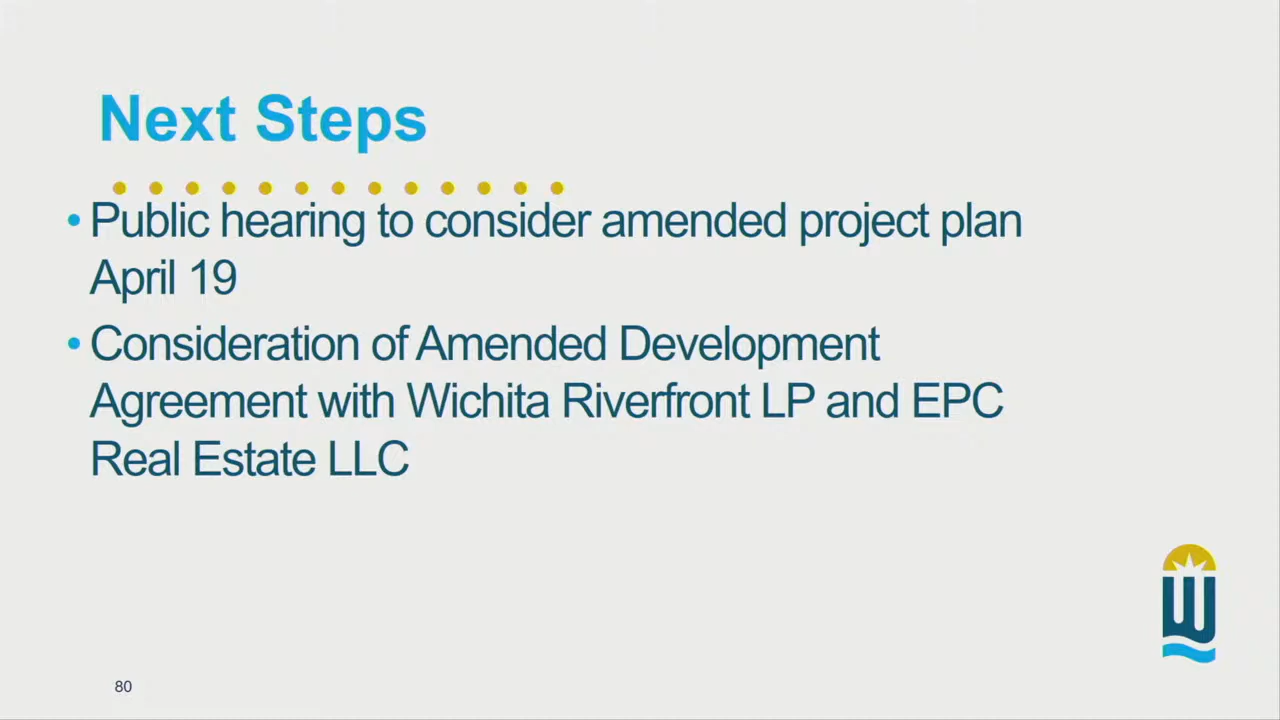 Next Steps
• Public hearing to consider amended project plan
April 19
• Consideration of Amended Development
Agreement with Wichita Riverfront LP and EPC
Real Estate LLC
W
80